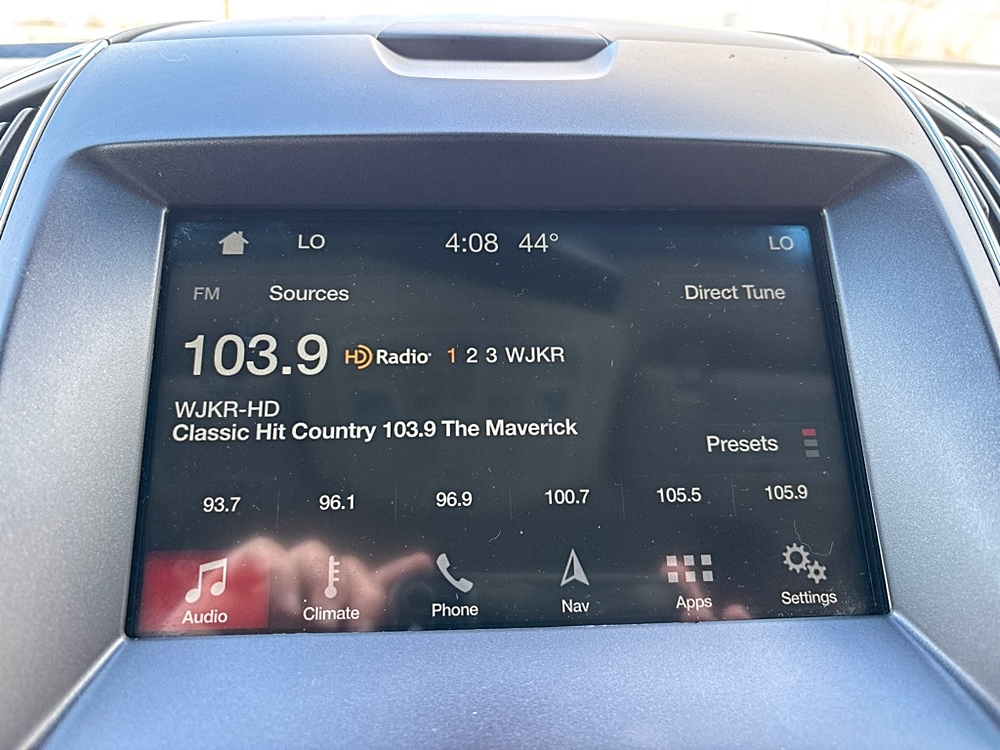 LO 4:08 44° LO
FM Sources Direct Tune
103.9 HD Radio 1 2 3 WJKR
WJKR-HD
Classic Hit Country 103.9 The Maverick
Presets
93.7 96.1 96.9 100.7 105.5 105.9
Audio Climate Phone Nav Apps Settings